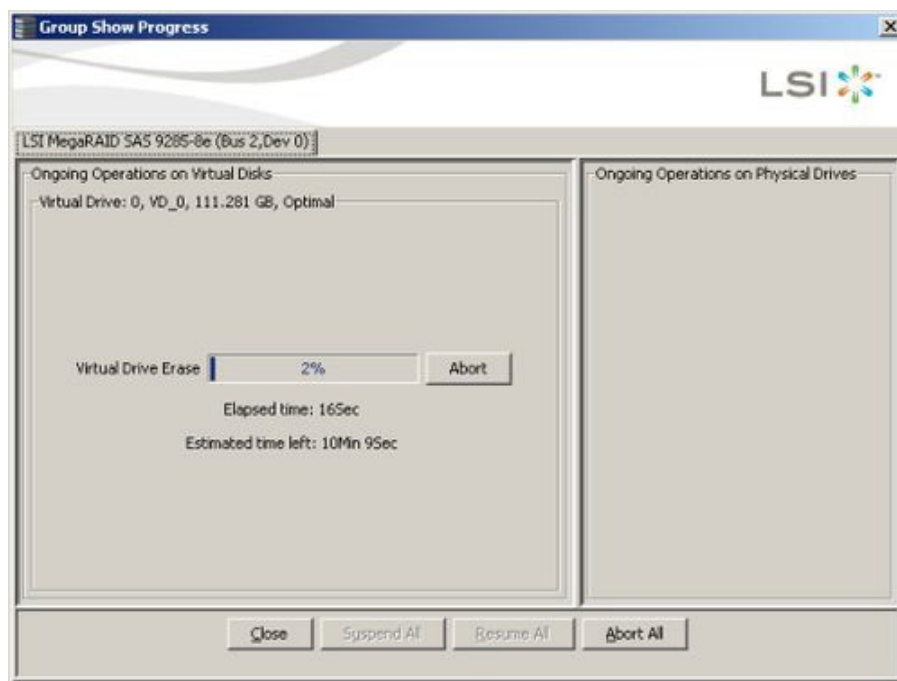 Group Show Progress
LSI
LSI MegaRAID SAS 9285-8e (Bus 2,Dev 0)
Ongoing Operations on Virtual Disks
Virtual Drive: 0, VD_0, 111.281 GB, Optimal
Virtual Drive Erase 2% Abort
Elapsed time: 16Sec
Estimated time left: 10Min 9Sec
Ongoing Operations on Physical Drives
Close Suspend All Resume All Abort All